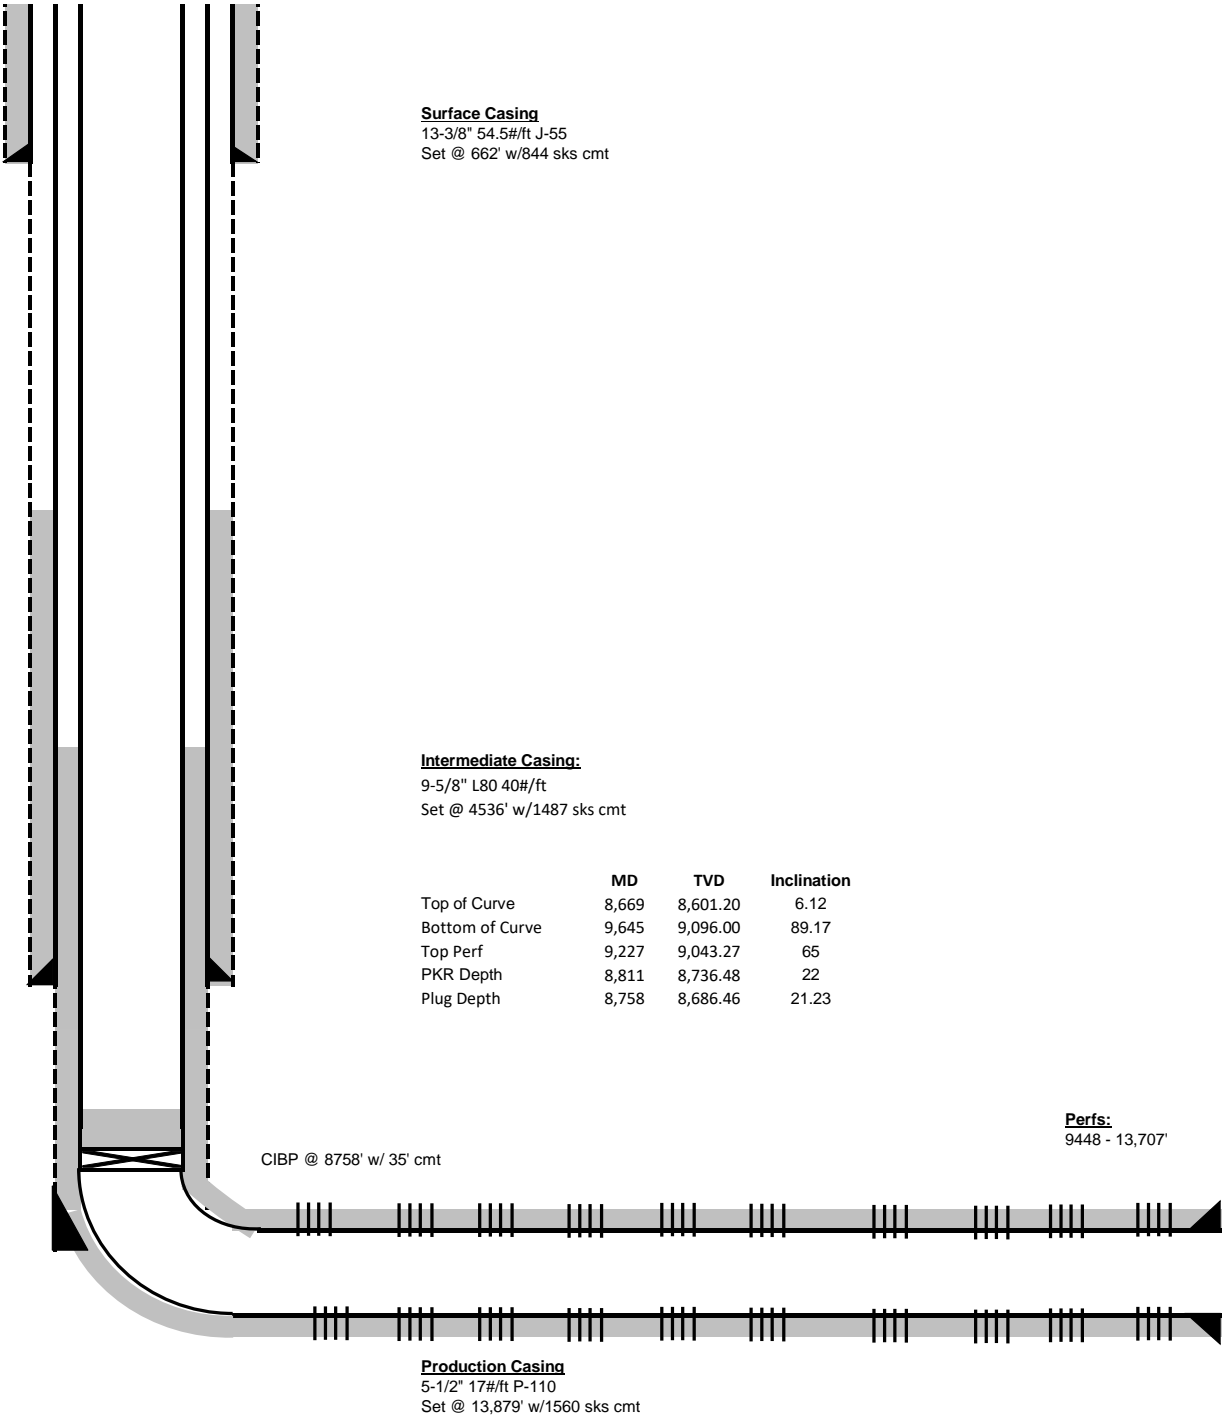 Surface Casing
13-3/8" 54.5#/ft J-55
Set @ 662' w/844 sks cmt
Intermediate Casing:
9-5/8" L80 40#/ft
Set @ 4536' w/1487 sks cmt
MD TVD Inclination
Top of Curve 8,669 8,601.20 6.12
Bottom of Curve 9,645 9,096.00 89.17
Top Perf 9,227 9,043.27 65
PKR Depth 8,811 8,736.48 22
Plug Depth 8,758 8,686.46 21.23
Perfs:
9448 - 13,707'
CIBP @ 8758' w/ 35' cmt
Production Casing
5-1/2" 17#/ft P-110
Set @ 13,879' w/1560 sks cmt